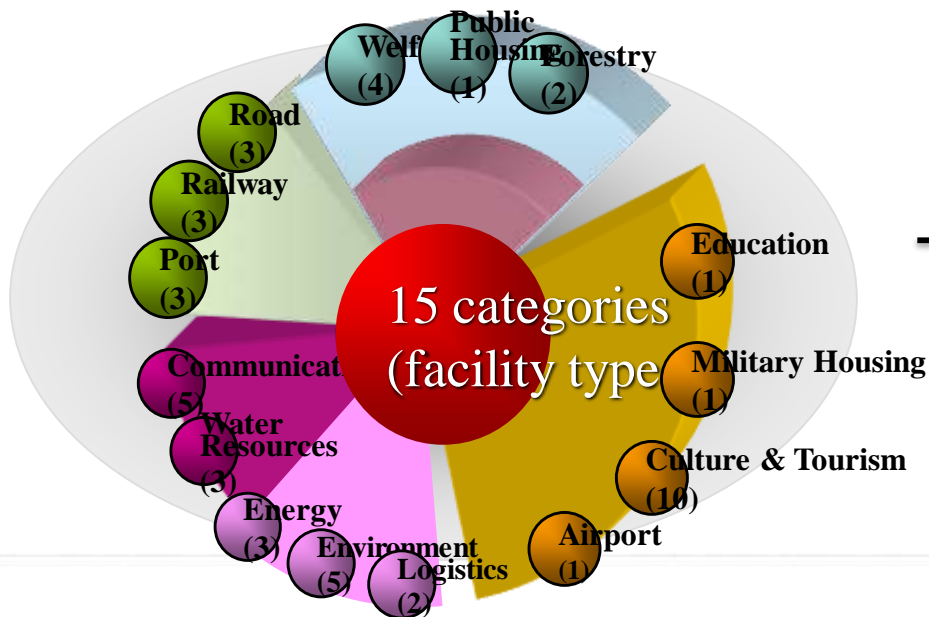 Welf
(4)
Public
Housing
(1)
Forestry
(2)
Road
(3)
Railway
(3)
Port
(3)
Communicat
(5)
Water
Resources
(3)
Energy
(3)
Environment
(5)
Logistics
(2)
Airport
(1)
Culture & Tourism
(10)
Military Housing
(1)
Education
(1)
15 categories
(facility type